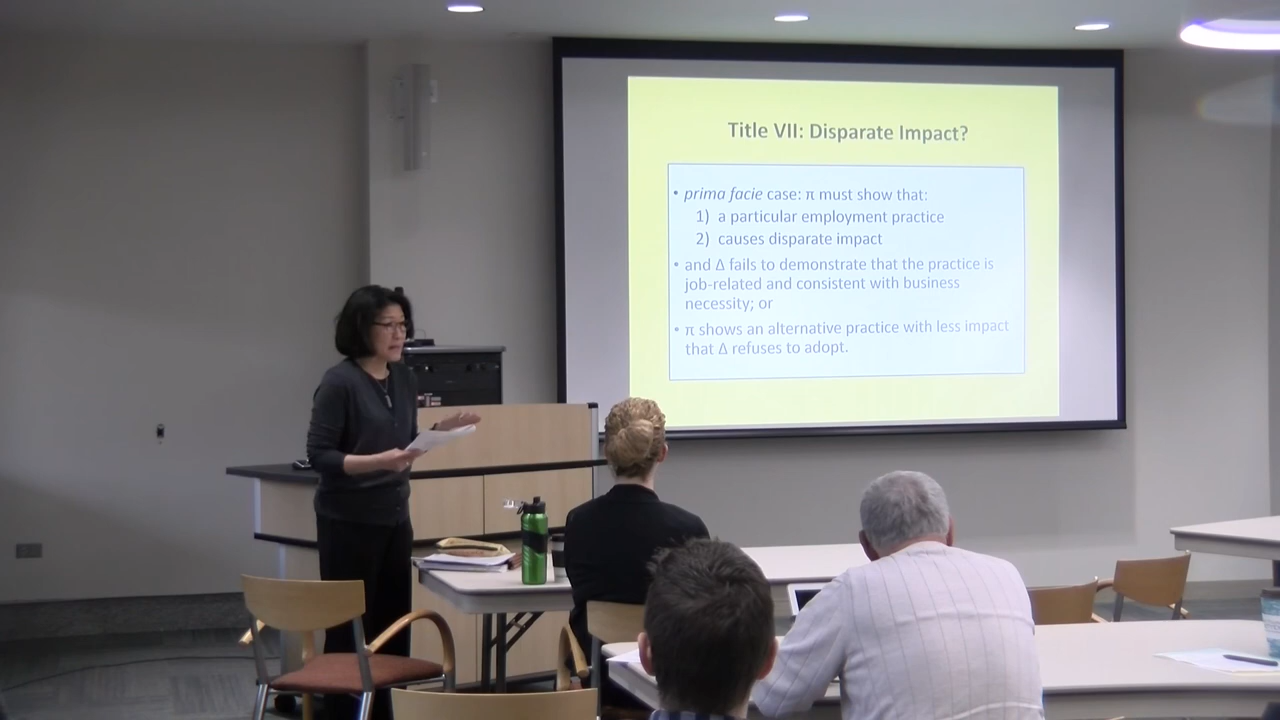 Title VII: Disparate Impact?
• prima facie case: π must show that:
1) a particular employment practice
2) causes disparate impact
• and Δ fails to demonstrate that the practice is
job-related and consistent with business
necessity; or
• π shows an alternative practice with less impact
that Δ refuses to adopt.